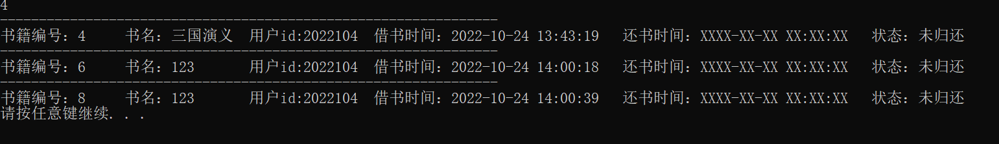 4
----------------------------------------------------------------
书籍编号：4     书名：三国演义  用户id:2022104  借书时间：2022-10-24 13:43:19   还书时间：XXXX-XX-XX XX:XX:XX   状态：未归还
----------------------------------------------------------------
书籍编号：6     书名：123       用户id:2022104  借书时间：2022-10-24 14:00:18   还书时间：XXXX-XX-XX XX:XX:XX   状态：未归还
----------------------------------------------------------------
书籍编号：8     书名：123       用户id:2022104  借书时间：2022-10-24 14:00:39   还书时间：XXXX-XX-XX XX:XX:XX   状态：未归还
请按任意键继续. . .